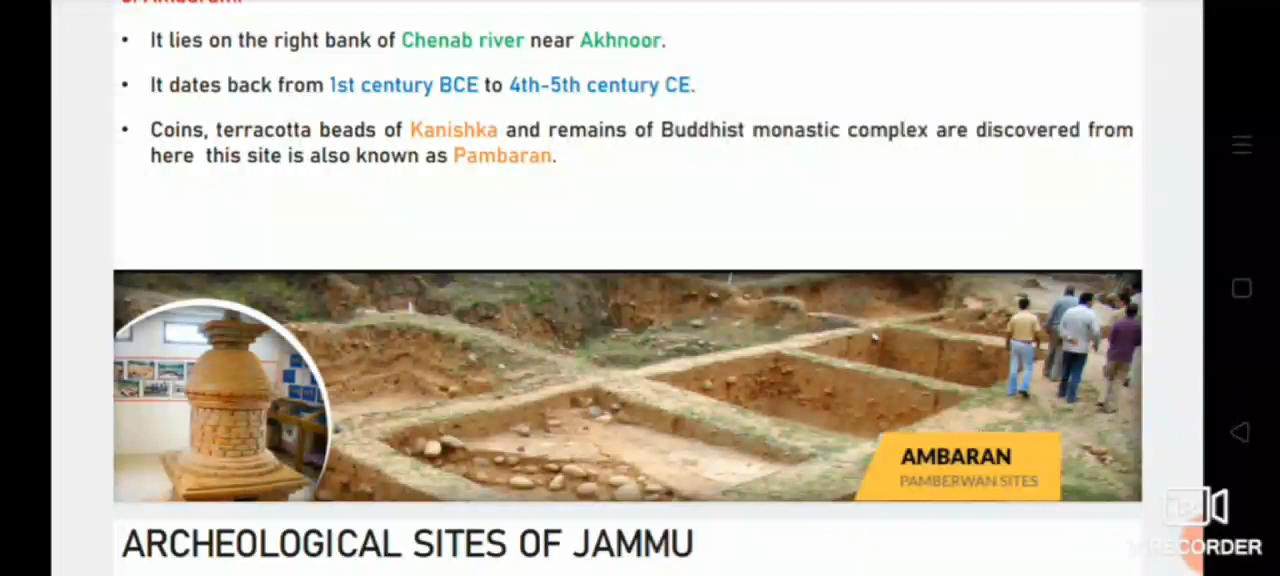 • It lies on the right bank of Chenab river near Akhnoor.
• It dates back from 1st century BCE to 4th-5th century CE.
• Coins, terracotta beads of Kanishka and remains of Buddhist monastic complex are discovered from
here this site is also known as Pambaran.
AMBARAN
PAMBERWAN SITES
ARCHEOLOGICAL SITES OF JAMMU
RECORDER